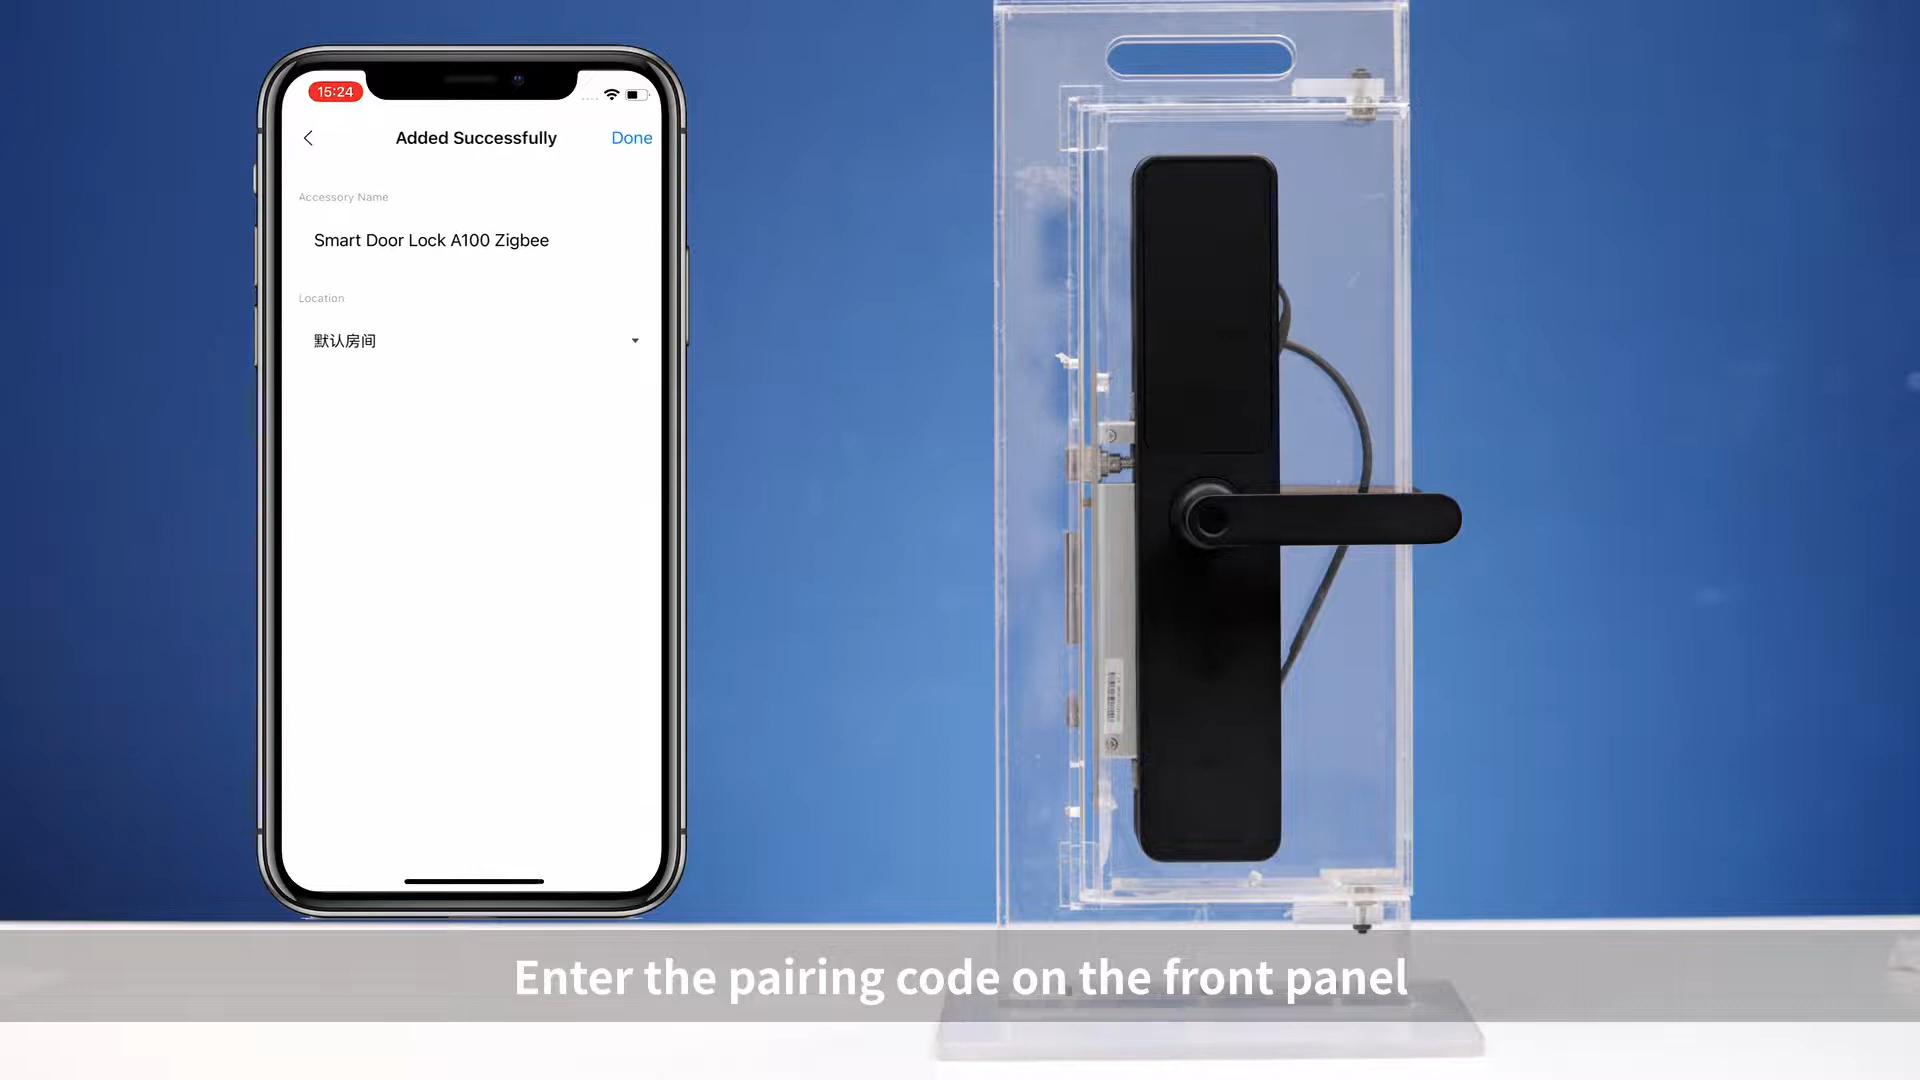 15:24
Added Successfully
Done
Accessory Name
Smart Door Lock A100 Zigbee
Location
默认房间
Enter the pairing code on the front panel